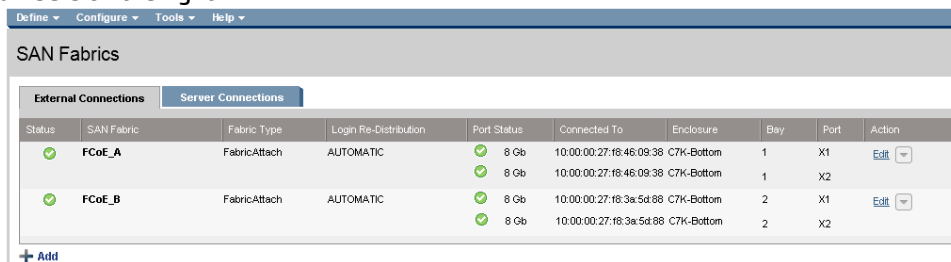 Define Configure Tools Help
SAN Fabrics
External Connections Server Connections
Status SAN Fabric Fabric Type Login Re-Distribution Port Status Connected To Enclosure Bay Port Action
FCoE_A FabricAttach AUTOMATIC 8 Gb 10:00:00:27:f8:46:09:38 C7K-Bottom 1 X1 Edit
8 Gb 10:00:00:27:f8:46:09:38 C7K-Bottom 1 X2
FCoE_B FabricAttach AUTOMATIC 8 Gb 10:00:00:27:f8:3a:5d:88 C7K-Bottom 2 X1 Edit
8 Gb 10:00:00:27:f8:3a:5d:88 C7K-Bottom 2 X2
+ Add